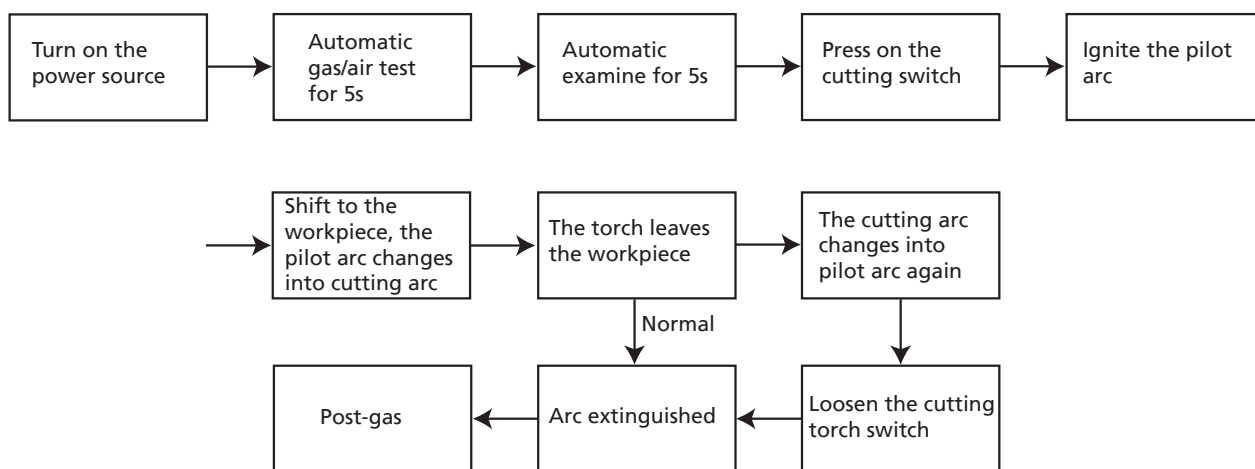 Turn on the
power source
Automatic
gas/air test
for 5s
Automatic
examine for 5s
Press on the
cutting switch
Ignite the pilot
arc
Shift to the
workpiece, the
pilot arc changes
into cutting arc
The torch leaves
the workpiece
The cutting arc
changes into
pilot arc again
Normal
Post-gas
Arc extinguished
Loosen the cutting
torch switch